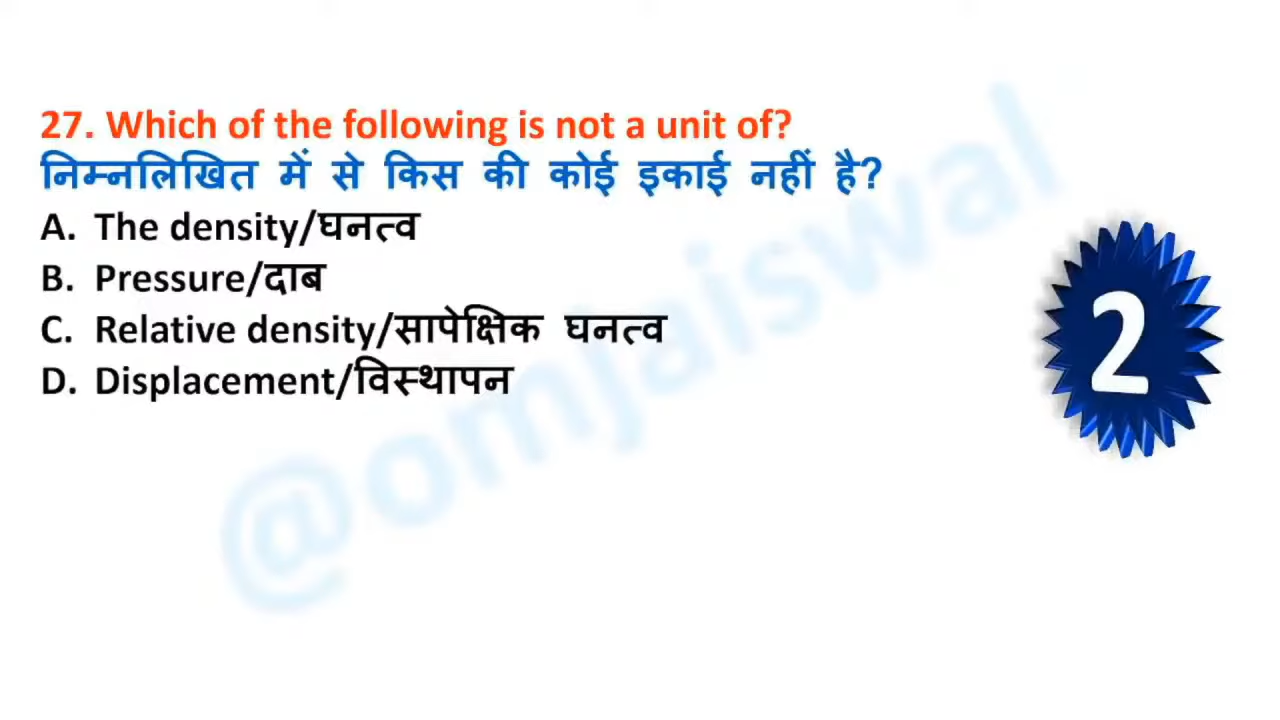 27. Which of the following is not a unit of?
निम्नलिखित में से किस की कोई इकाई नहीं है?
A. The density/घनत्व
B. Pressure/दाब
C. Relative density/सापेक्षिक घनत्व
D. Displacement/विस्थापन
2
@omjaiswal